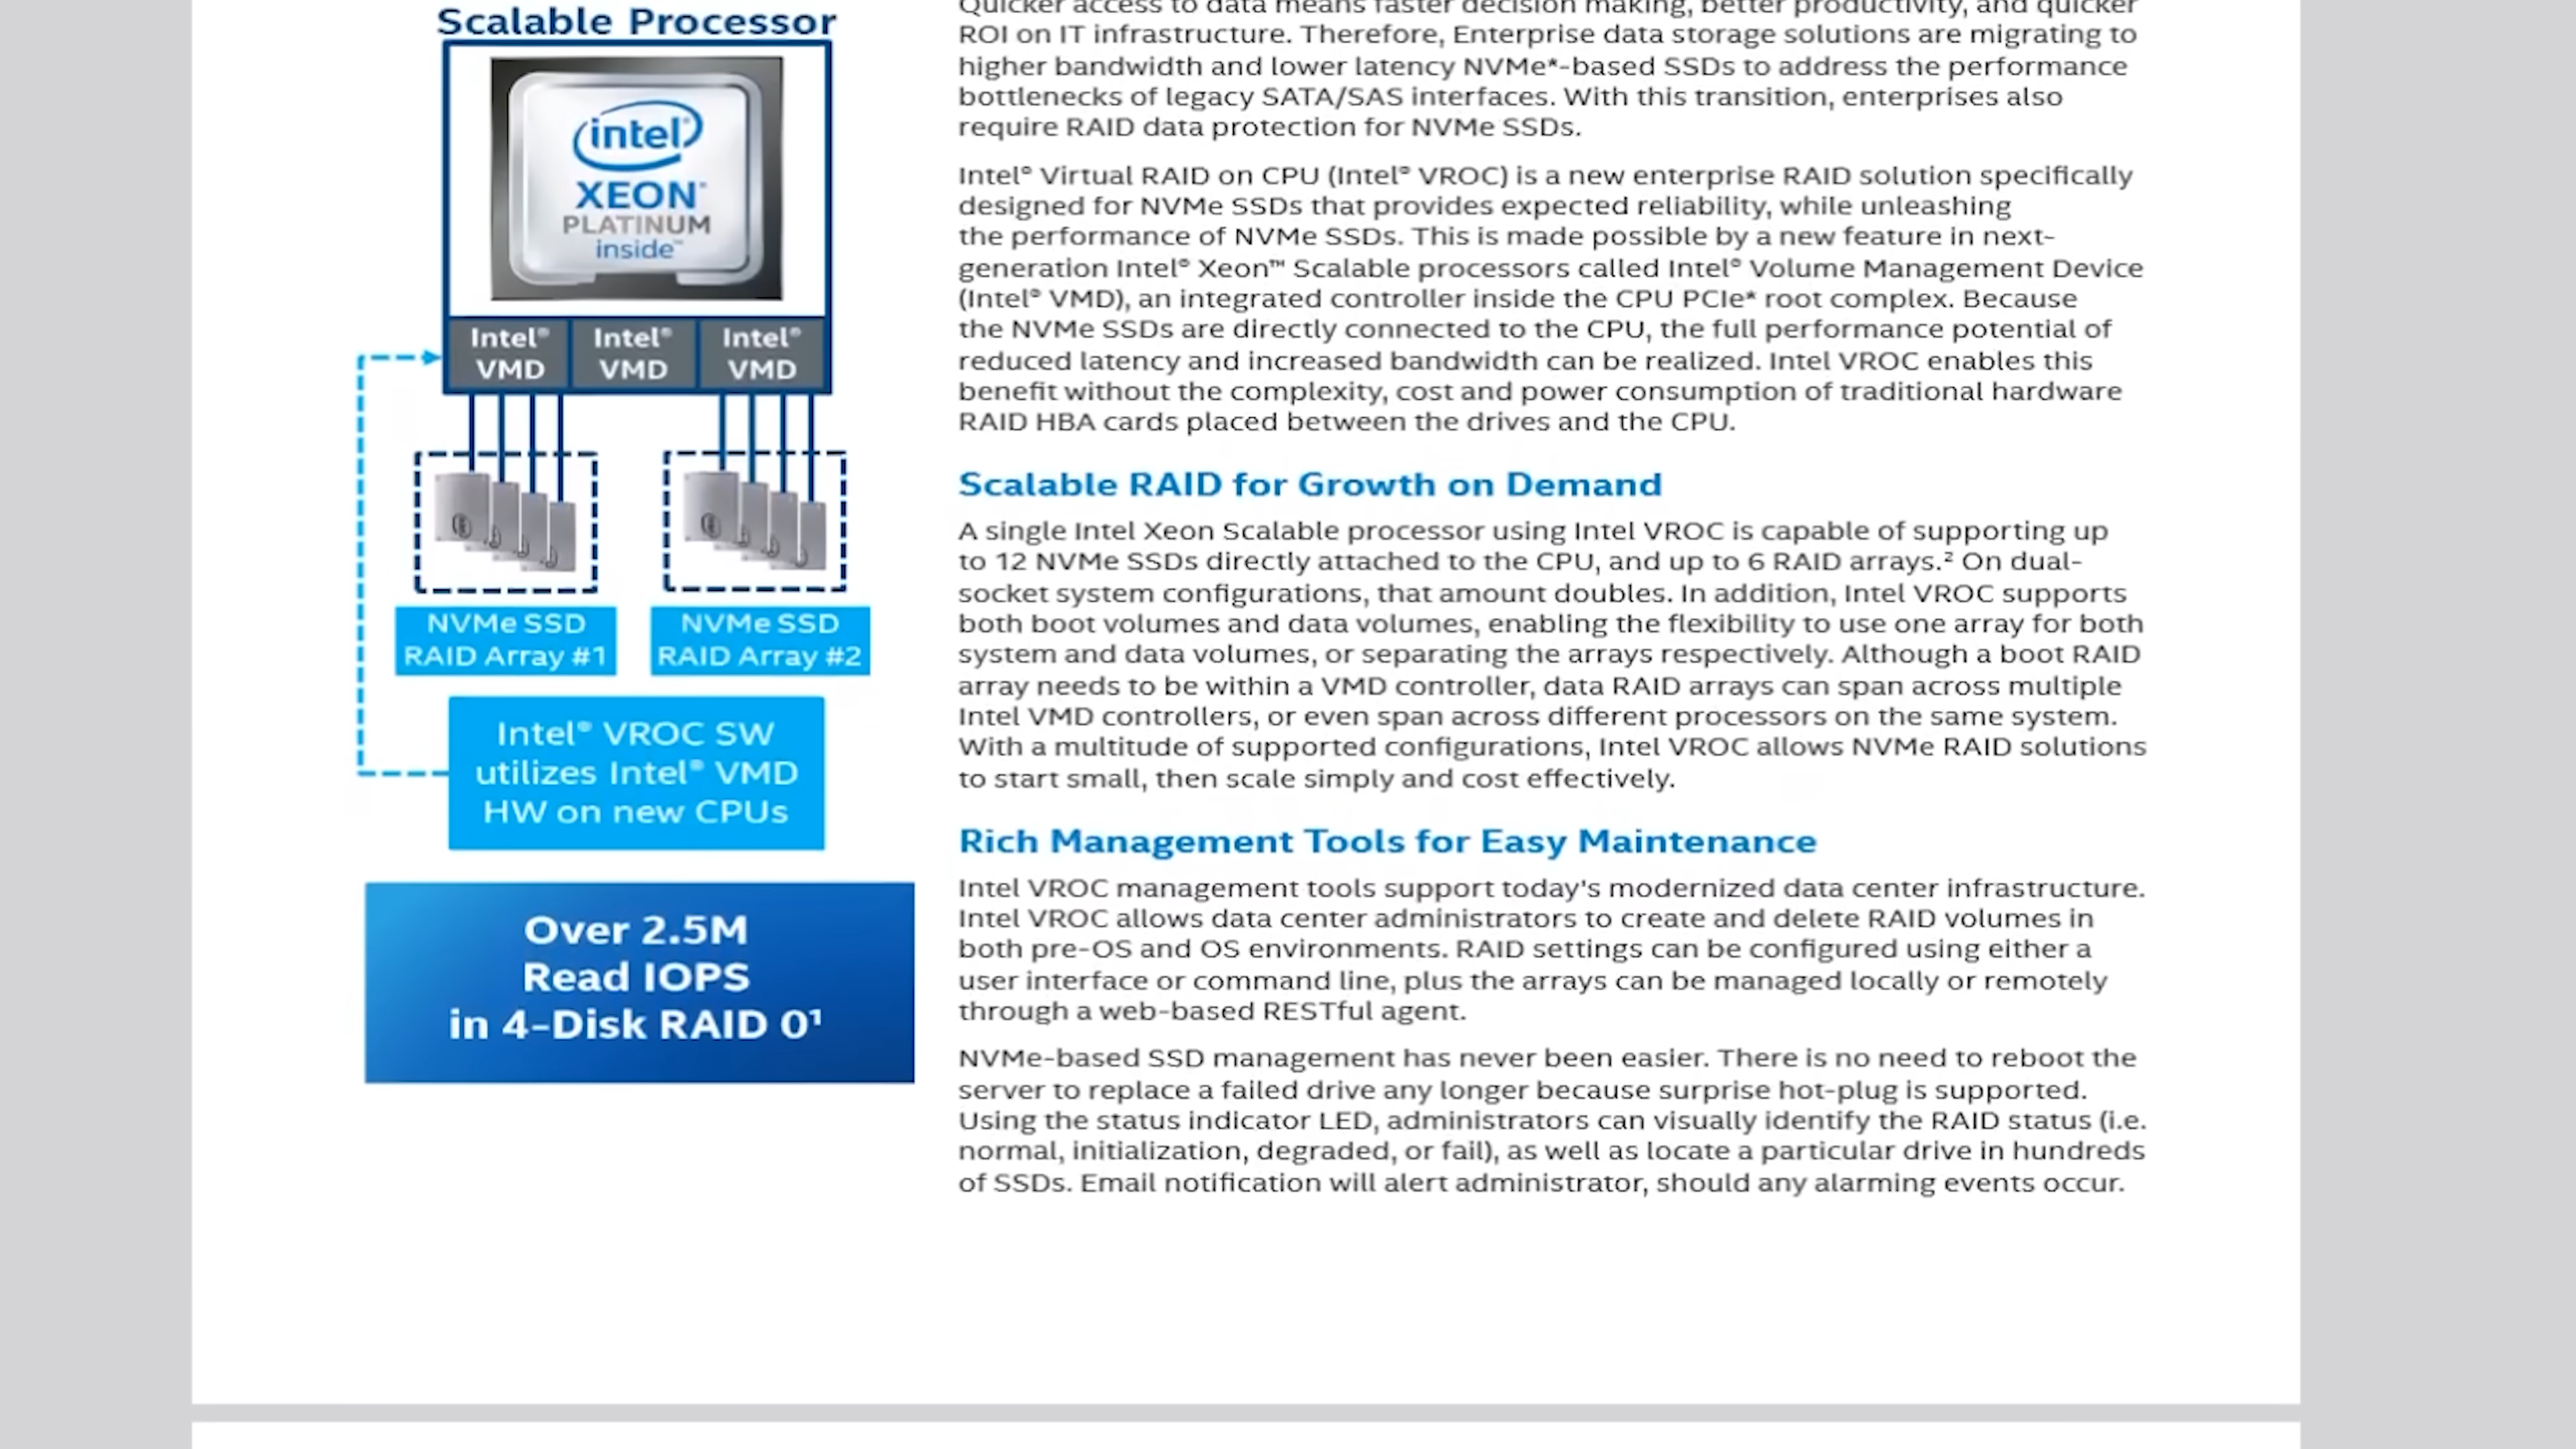 Scalable Processor
intel®
XEON®
PLATINUM
inside™
Intel® VMD
Intel® VMD
Intel® VMD
NVMe SSD
RAID Array #1
NVMe SSD
RAID Array #2
Intel® VROC SW
utilizes Intel® VMD
HW on new CPUs
Over 2.5M
Read IOPS
in 4-Disk RAID 0¹
Quicker access to data means faster decision making, better productivity, and quicker
ROI on IT infrastructure. Therefore, Enterprise data storage solutions are migrating to
higher bandwidth and lower latency NVMe*-based SSDs to address the performance
bottlenecks of legacy SATA/SAS interfaces. With this transition, enterprises also
require RAID data protection for NVMe SSDs.
Intel® Virtual RAID on CPU (Intel® VROC) is a new enterprise RAID solution specifically
designed for NVMe SSDs that provides expected reliability, while unleashing
the performance of NVMe SSDs. This is made possible by a new feature in next-
generation Intel® Xeon™ Scalable processors called Intel® Volume Management Device
(Intel® VMD), an integrated controller inside the CPU PCIe* root complex. Because
the NVMe SSDs are directly connected to the CPU, the full performance potential of
reduced latency and increased bandwidth can be realized. Intel VROC enables this
benefit without the complexity, cost and power consumption of traditional hardware
RAID HBA cards placed between the drives and the CPU.
Scalable RAID for Growth on Demand
A single Intel Xeon Scalable processor using Intel VROC is capable of supporting up
to 12 NVMe SSDs directly attached to the CPU, and up to 6 RAID arrays.² On dual-
socket system configurations, that amount doubles. In addition, Intel VROC supports
both boot volumes and data volumes, enabling the flexibility to use one array for both
system and data volumes, or separating the arrays respectively. Although a boot RAID
array needs to be within a VMD controller, data RAID arrays can span across multiple
Intel VMD controllers, or even span across different processors on the same system.
With a multitude of supported configurations, Intel VROC allows NVMe RAID solutions
to start small, then scale simply and cost effectively.
Rich Management Tools for Easy Maintenance
Intel VROC management tools support today's modernized data center infrastructure.
Intel VROC allows data center administrators to create and delete RAID volumes in
both pre-OS and OS environments. RAID settings can be configured using either a
user interface or command line, plus the arrays can be managed locally or remotely
through a web-based RESTful agent.
NVMe-based SSD management has never been easier. There is no need to reboot the
server to replace a failed drive any longer because surprise hot-plug is supported.
Using the status indicator LED, administrators can visually identify the RAID status (i.e.
normal, initialization, degraded, or fail), as well as locate a particular drive in hundreds
of SSDs. Email notification will alert administrator, should any alarming events occur.